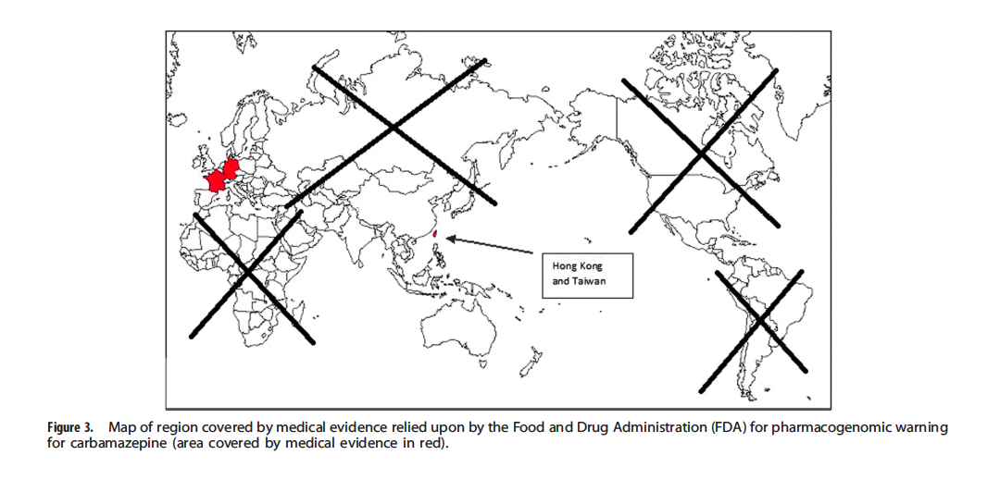 Hong Kong
and Taiwan
Figure 3. Map of region covered by medical evidence relied upon by the Food and Drug Administration (FDA) for pharmacogenomic warning
for carbamazepine (area covered by medical evidence in red).